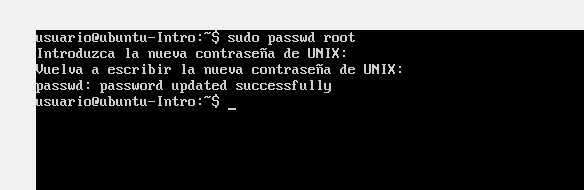 usuario@ubuntu-Intro:~$ sudo passwd root
Introduzca la nueva contraseña de UNIX:
Vuelva a escribir la nueva contraseña de UNIX:
passwd: password updated successfully
usuario@ubuntu-Intro:~$ _